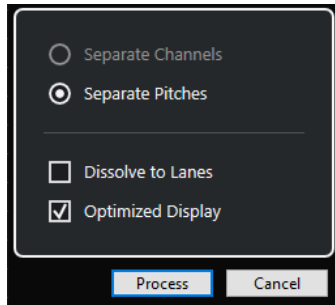 Separate Channels
Separate Pitches
Dissolve to Lanes
Optimized Display
Process Cancel